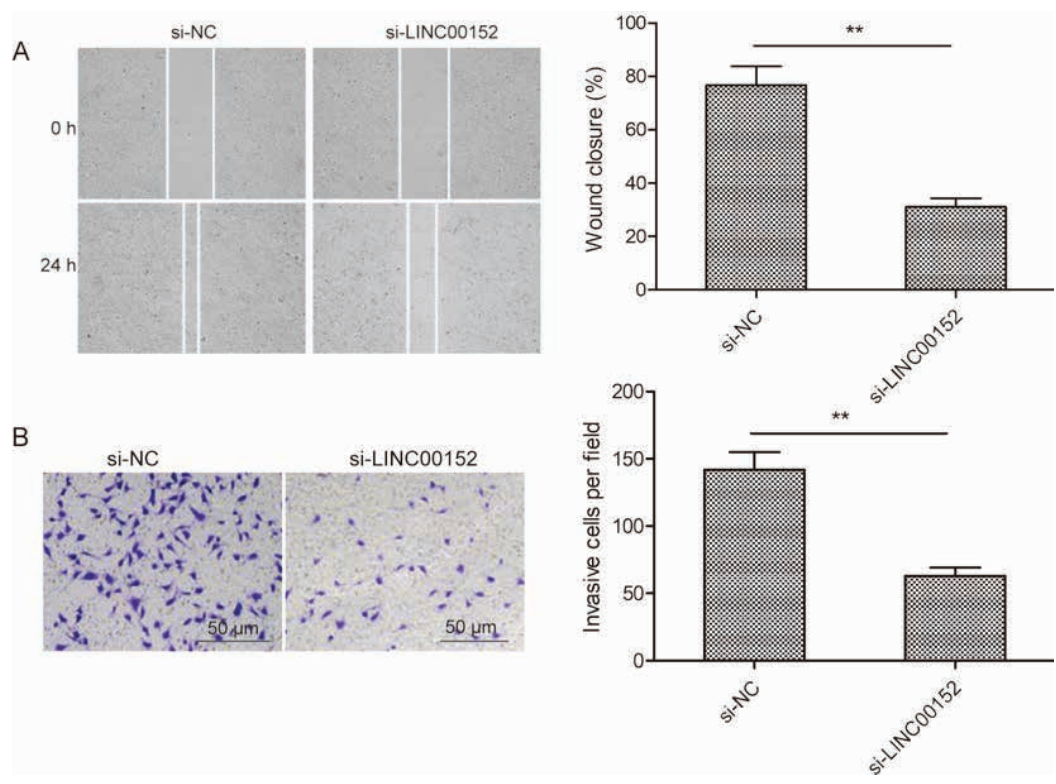 A
si-NC
si-LINC00152
0 h
24 h
**
Wound closure (%)
100
80
60
40
20
0
si-NC
si-LINC00152
B
si-NC
si-LINC00152
50 µm
50 µm
**
Invasive cells per field
200
150
100
50
0
si-NC
si-LINC00152